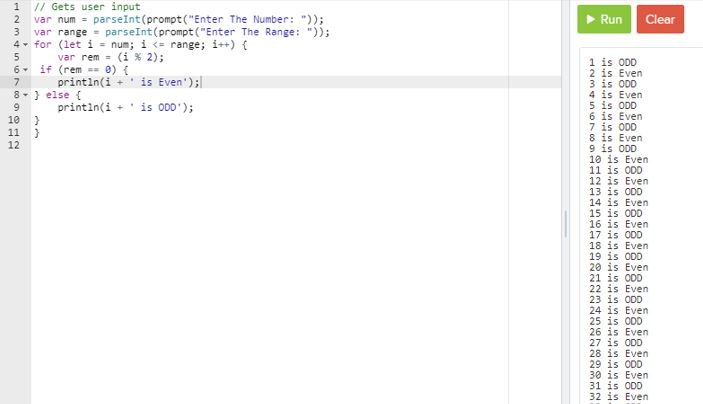 1 // Gets user input
2 var num = parseInt(prompt("Enter The Number: "));
3 var range = parseInt(prompt("Enter The Range: "));
4 for (let i = num; i <= range; i++) {
5 var rem = (i % 2);
6 if (rem == 0) {
7 println(i + ' is Even');
8 } else {
9 println(i + ' is ODD');
10 }
11 }
12
Run Clear
1 is ODD
2 is Even
3 is ODD
4 is Even
5 is ODD
6 is Even
7 is ODD
8 is Even
9 is ODD
10 is Even
11 is ODD
12 is Even
13 is ODD
14 is Even
15 is ODD
16 is Even
17 is ODD
18 is Even
19 is ODD
20 is Even
21 is ODD
22 is Even
23 is ODD
24 is Even
25 is ODD
26 is Even
27 is ODD
28 is Even
29 is ODD
30 is Even
31 is ODD
32 is Even